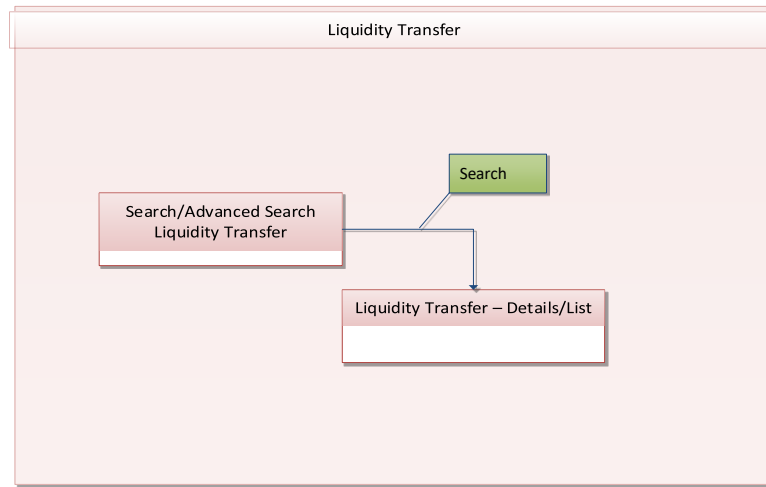 Liquidity Transfer
Search
Search/Advanced Search
Liquidity Transfer
Liquidity Transfer – Details/List